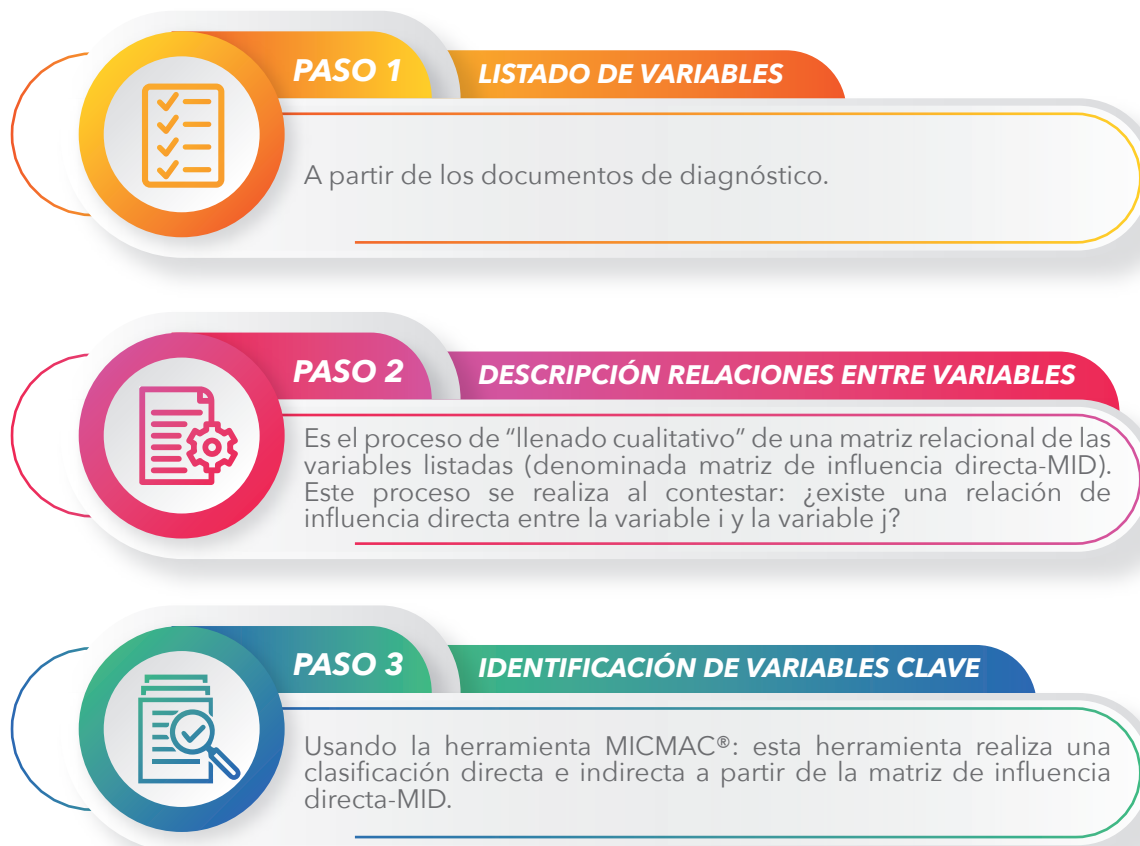 PASO 1
LISTADO DE VARIABLES
A partir de los documentos de diagnóstico.
PASO 2
DESCRIPCIÓN RELACIONES ENTRE VARIABLES
Es el proceso de “llenado cualitativo” de una matriz relacional de las
variables listadas (denominada matriz de influencia directa-MID).
Este proceso se realiza al contestar: ¿existe una relación de
influencia directa entre la variable i y la variable j?
PASO 3
IDENTIFICACIÓN DE VARIABLES CLAVE
Usando la herramienta MICMAC®: esta herramienta realiza una
clasificación directa e indirecta a partir de la matriz de influencia
directa-MID.